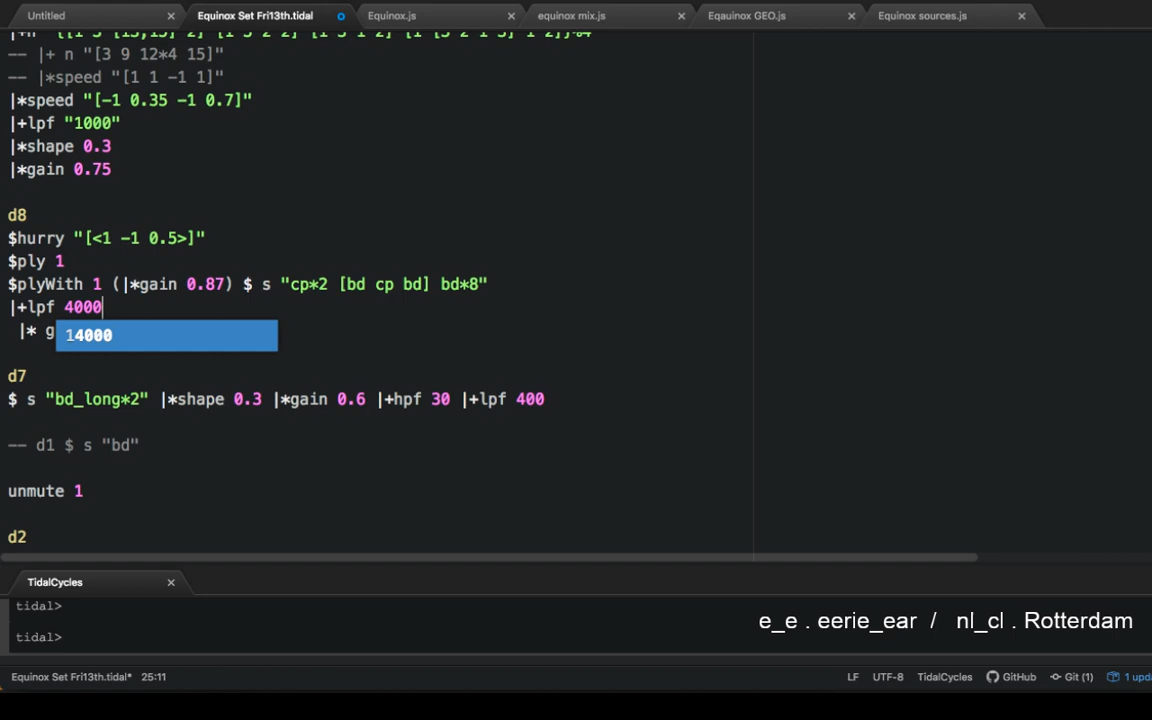 Untitled
Equinox Set Fri13th.tidal
Equinox.js
equinox mix.js
Eqauinox GEO.js
Equinox sources.js
-- |+ n "[3 9 12*4 15]"
-- |*speed "[1 1 -1 1]"
|*speed "[-1 0.35 -1 0.7]"
|+lpf "1000"
|*shape 0.3
|*gain 0.75
d8
$hurry "[<1 -1 0.5>]"
$ply 1
$plyWith 1 (|*gain 0.87) $ s "cp*2 [bd cp bd] bd*8"
|+lpf 4000
|* g
14000
d7
$ s "bd_long*2" |*shape 0.3 |*gain 0.6 |+hpf 30 |+lpf 400
-- d1 $ s "bd"
unmute 1
d2
TidalCycles
tidal>
tidal>
e_e . eerie_ear / nl_cl . Rotterdam
Equinox Set Fri13th.tidal* 25:11
LF UTF-8 TidalCycles GitHub Git (1) 1 upd